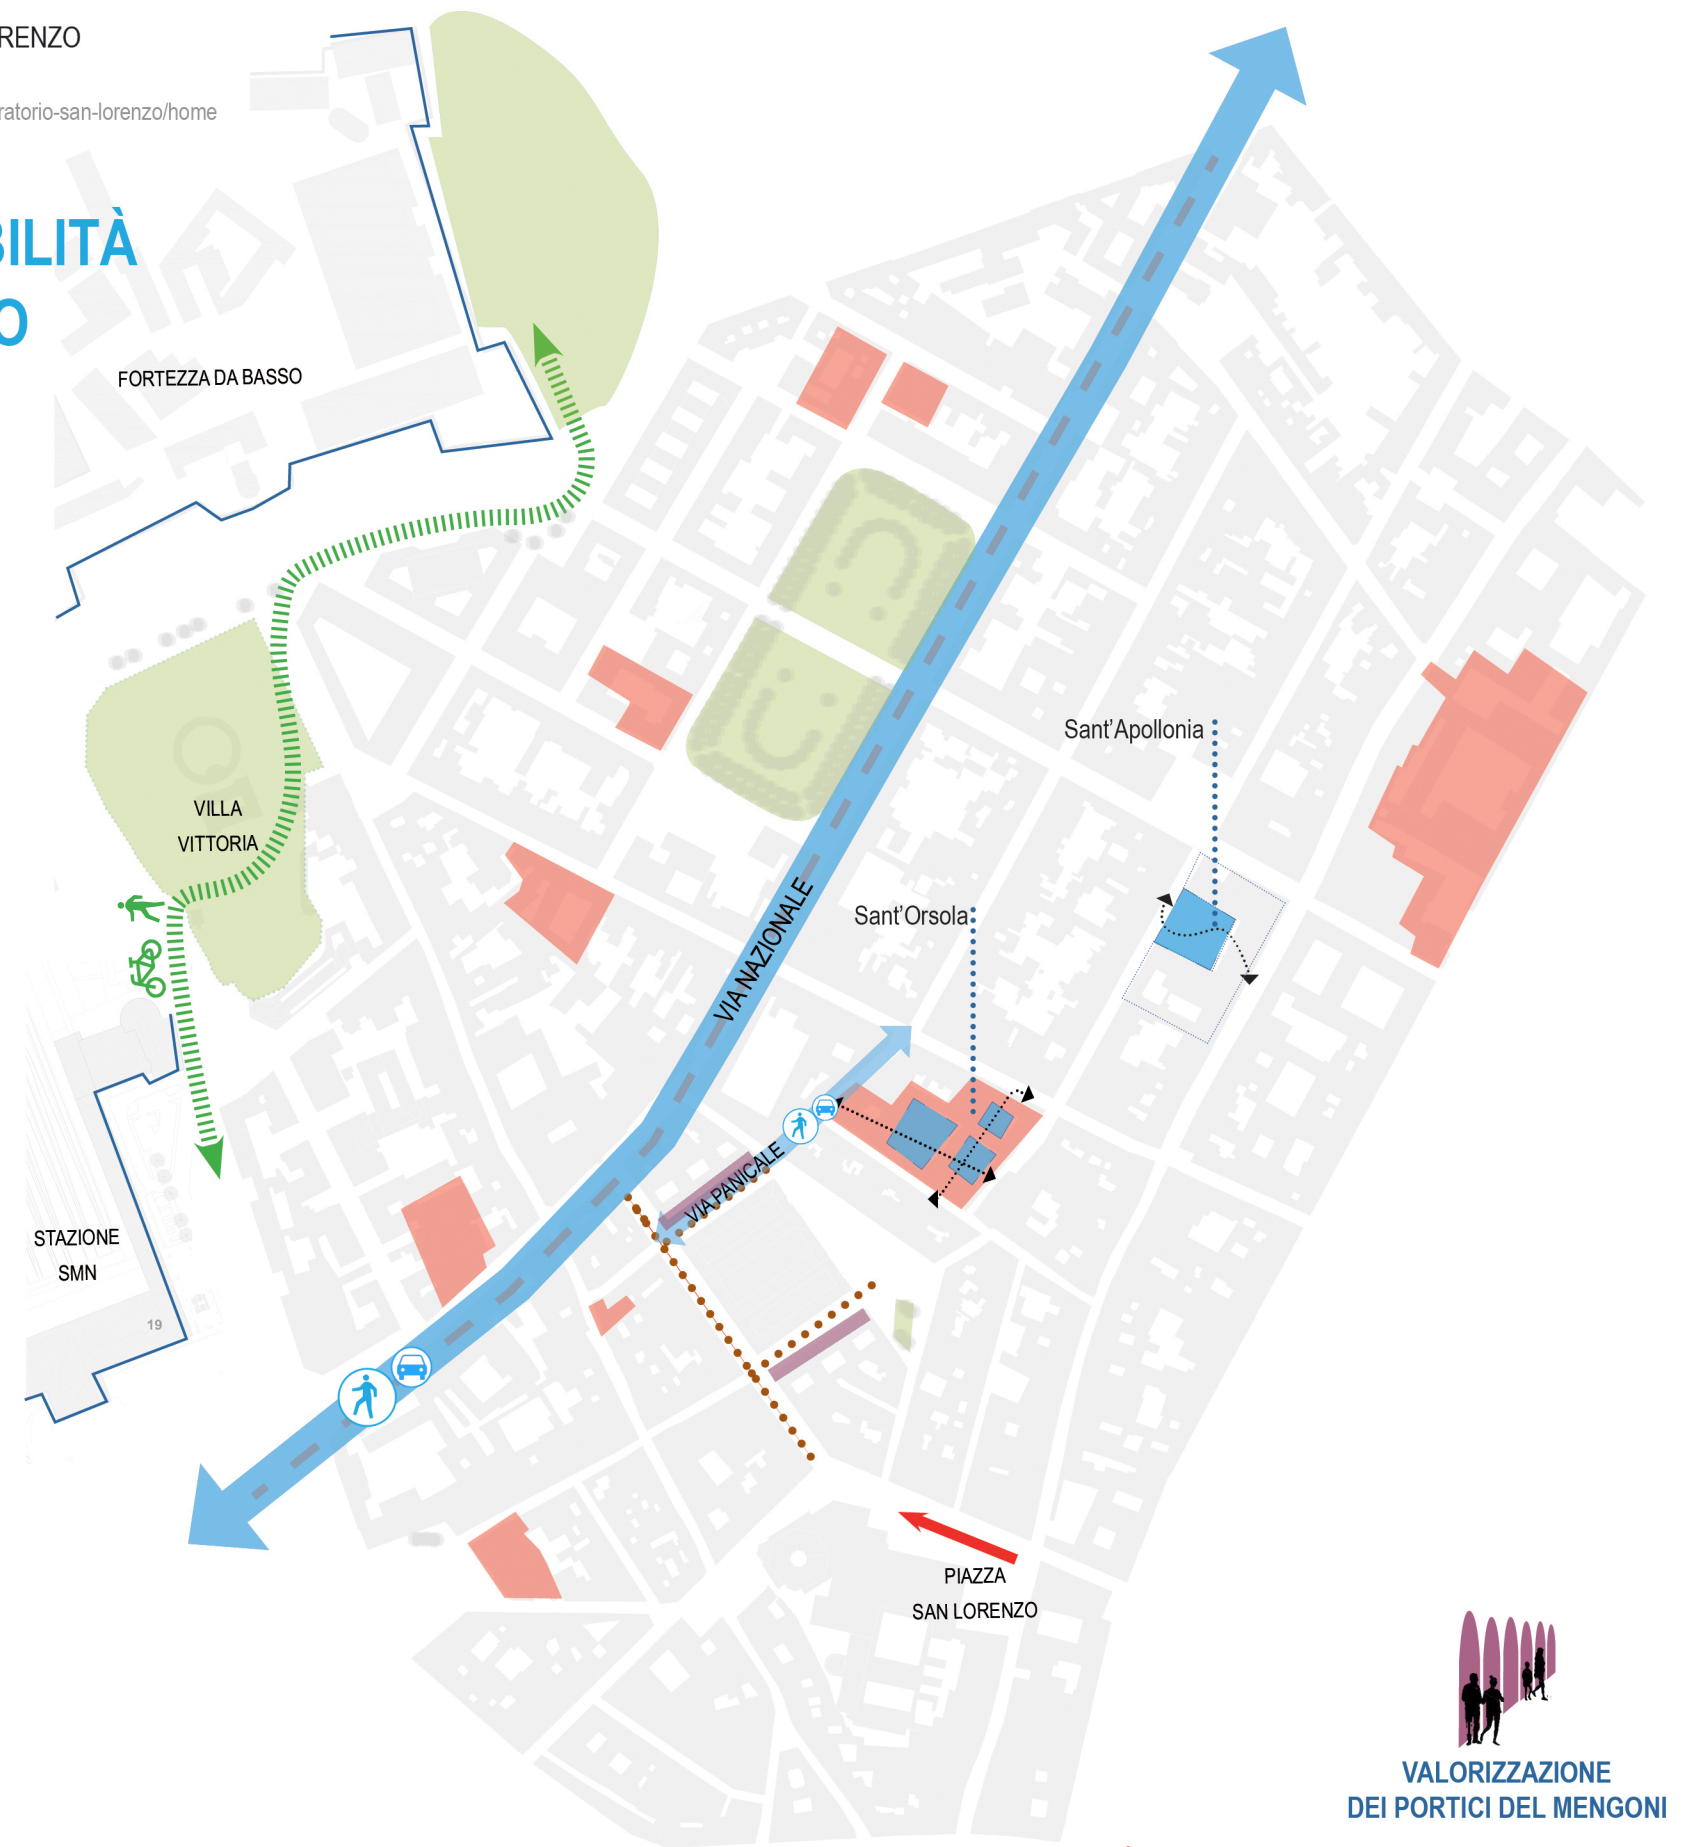 RENZO
ratorio-san-lorenzo/home
BILITÀ
O
FORTEZZA DA BASSO
Sant'Apollonia
VILLA
VITTORIA
Sant'Orsola
VIA NAZIONALE
VIA PANICALE
STAZIONE
SMN
19
PIAZZA
SAN LORENZO
VALORIZZAZIONE
DEI PORTICI DEL MENGONI